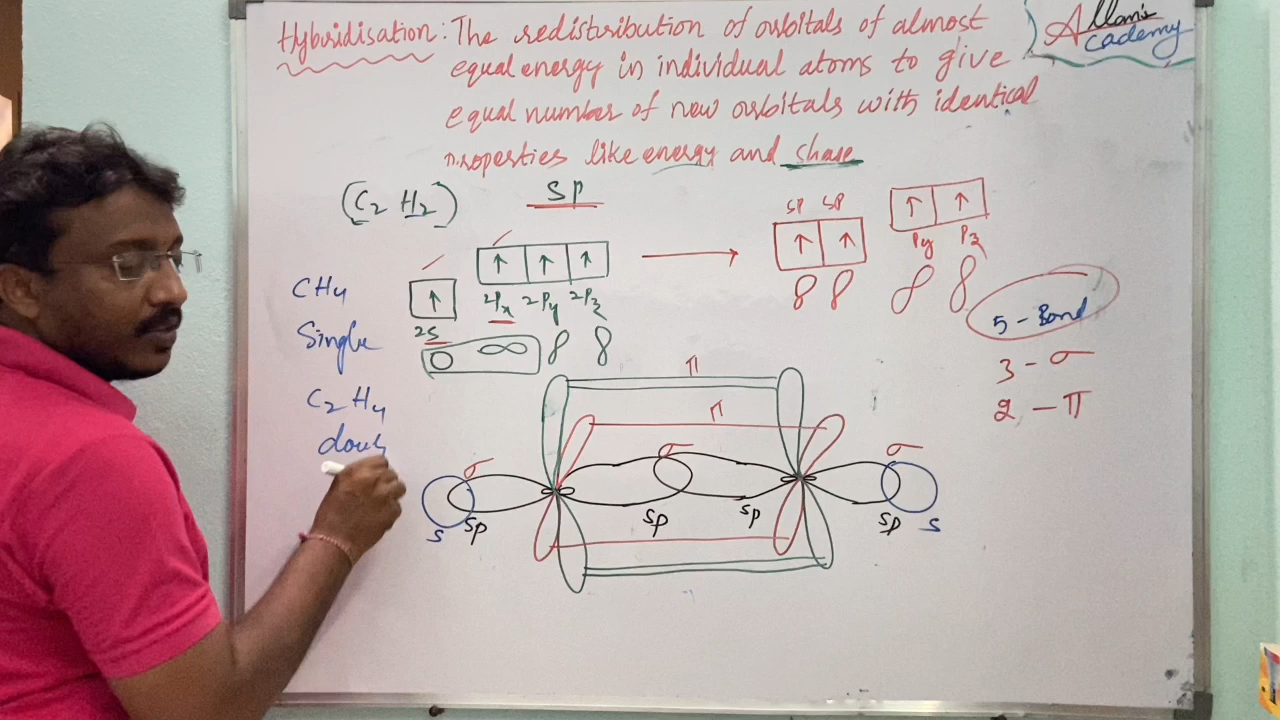 Hybridisation: The redistribution of orbitals of almost
equal energy in individual atoms to give
equal number of new orbitals with identical
properties like energy and shape
Allam's
Academy
(C2 H2) SP
SP SP
↑ ↑ ↑ → ↑ ↑ ↑ ↑
Py Pz
CH4 ↑ 2Px 2Py 2Pz
2S
5 - Bond
Single
3 - σ
2 - π
C2 H4
doub
π
π
σ σ σ
S SP SP SP SP S